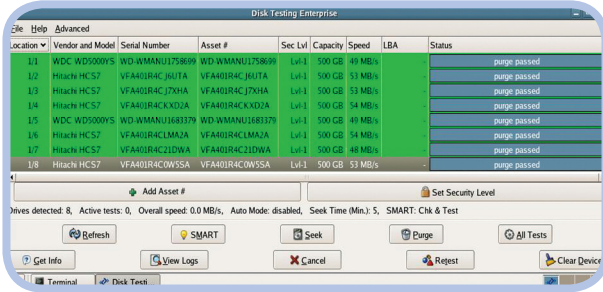 Disk Testing Enterprise
File Help Advanced
Location Vendor and Model Serial Number Asset # Sec Lvl Capacity Speed LBA Status
1/1 WDC WD5000YS WD-WMANU1758699 WD-WMANU1758699 Lvl-1 500 GB 49 MB/s - purge passed
1/2 Hitachi HCS7 VFA401R4CJ6UTA VFA401R4CJ6UTA Lvl-1 500 GB 53 MB/s - purge passed
1/3 Hitachi HCS7 VFA401R4CJ7XHA VFA401R4CJ7XHA Lvl-1 500 GB 53 MB/s - purge passed
1/4 Hitachi HCS7 VFA401R4CKXD2A VFA401R4CKXD2A Lvl-1 500 GB 54 MB/s - purge passed
1/5 WDC WD5000YS WD-WMANU1683379 WD-WMANU1683379 Lvl-1 500 GB 49 MB/s - purge passed
1/6 Hitachi HCS7 VFA401R4CLMA2A VFA401R4CLMA2A Lvl-1 500 GB 54 MB/s - purge passed
1/7 Hitachi HCS7 VFA401R4C21DWA VFA401R4C21DWA Lvl-1 500 GB 48 MB/s - purge passed
1/8 Hitachi HCS7 VFA401R4C0W5SA VFA401R4C0W5SA Lvl-1 500 GB 53 MB/s - purge passed
Add Asset # Set Security Level
Drives detected: 8, Active tests: 0, Overall speed: 0.0 MB/s, Auto Mode: disabled, Seek Time (Min.): 5, SMART: Chk & Test
Refresh SMART Seek Purge All Tests
Get Info View Logs Cancel Retest Clear Device
Terminal Disk Testi